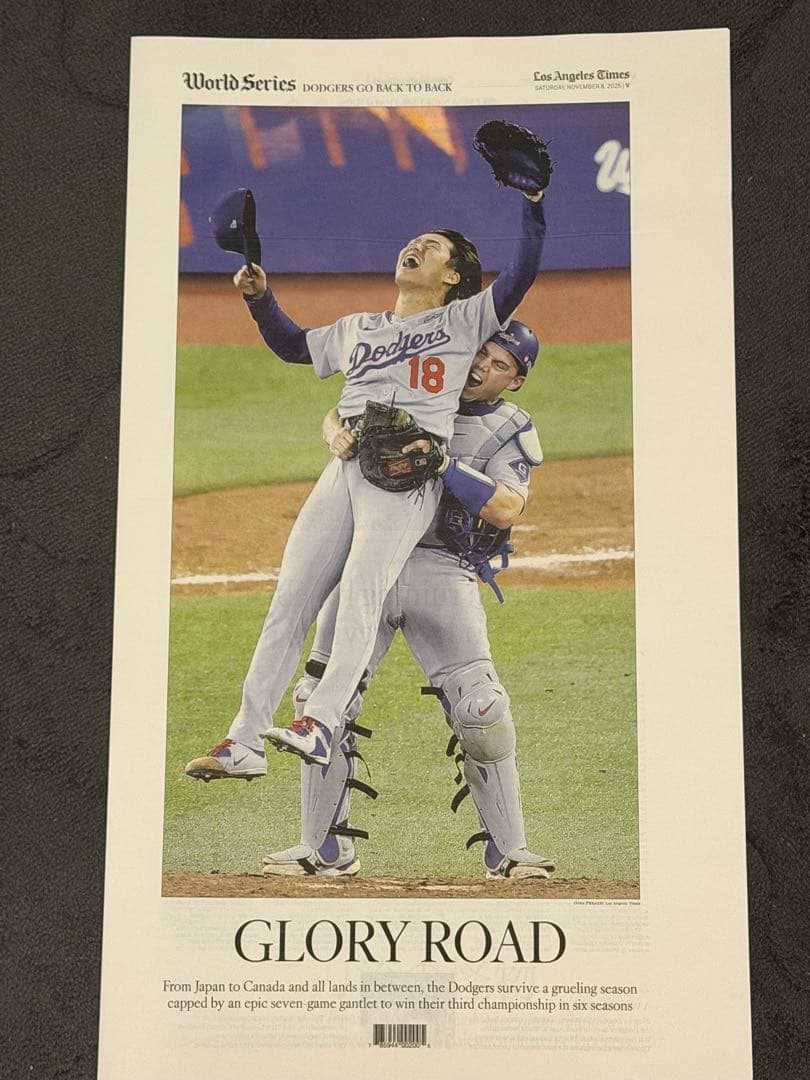 World Series DODGERS GO BACK TO BACK
Los Angeles Times
SATURDAY, NOVEMBER 8, 2025 | V
Dodgers
18
GLORY ROAD
From Japan to Canada and all lands in between, the Dodgers survive a grueling season
capped by an epic seven-game gantlet to win their third championship in six seasons